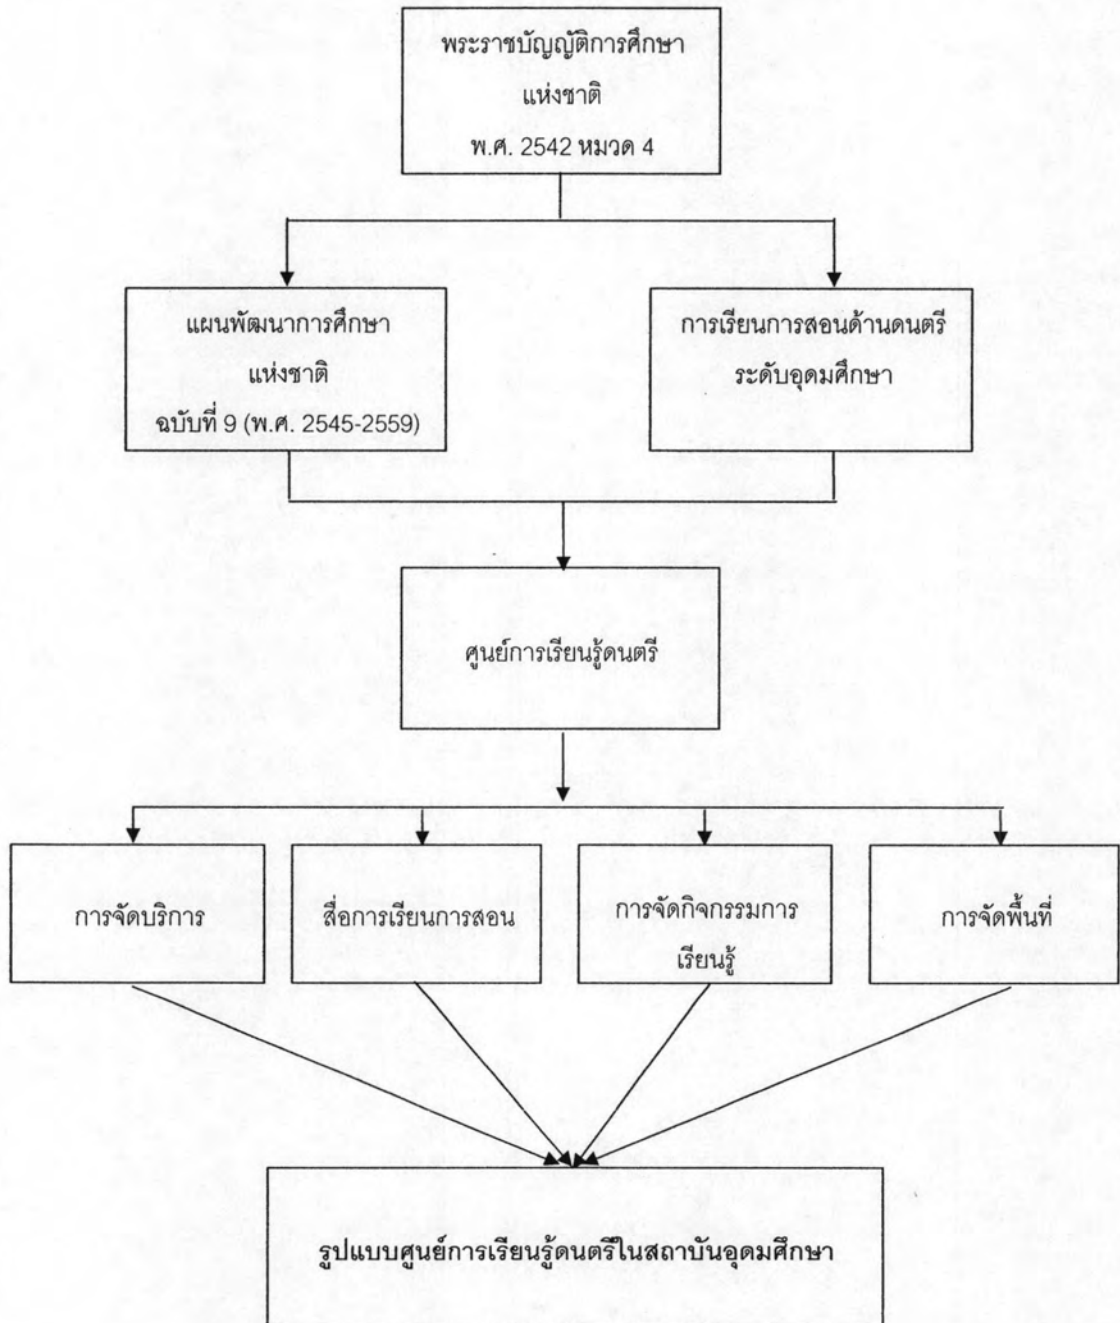 พระราชบัญญัติการศึกษา
แห่งชาติ
พ.ศ. 2542 หมวด 4
แผนพัฒนาการศึกษา
แห่งชาติ
ฉบับที่ 9 (พ.ศ. 2545-2559)
การเรียนการสอนด้านดนตรี
ระดับอุดมศึกษา
ศูนย์การเรียนรู้ดนตรี
การจัดบริการ
สื่อการเรียนการสอน
การจัดกิจกรรมการ
เรียนรู้
การจัดพื้นที่
รูปแบบศูนย์การเรียนรู้ดนตรีในสถาบันอุดมศึกษา